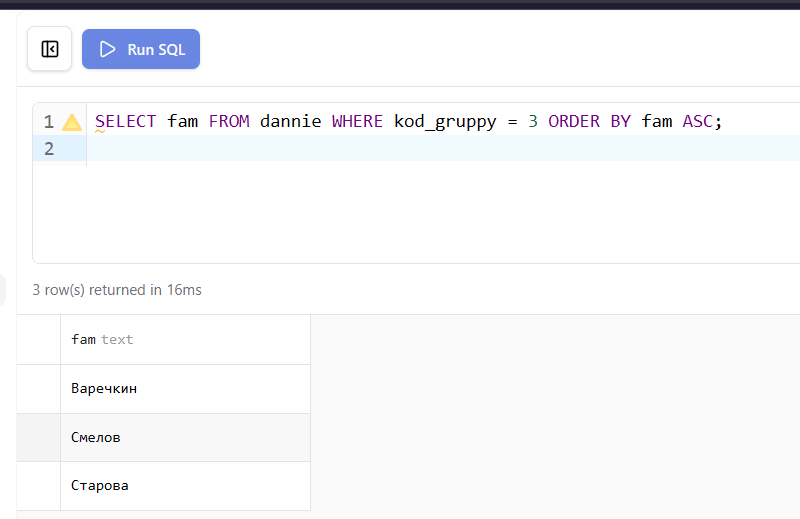 Run SQL
1 SELECT fam FROM dannie WHERE kod_gruppy = 3 ORDER BY fam ASC;
2
3 row(s) returned in 16ms
fam text
Варечкин
Смелов
Старова